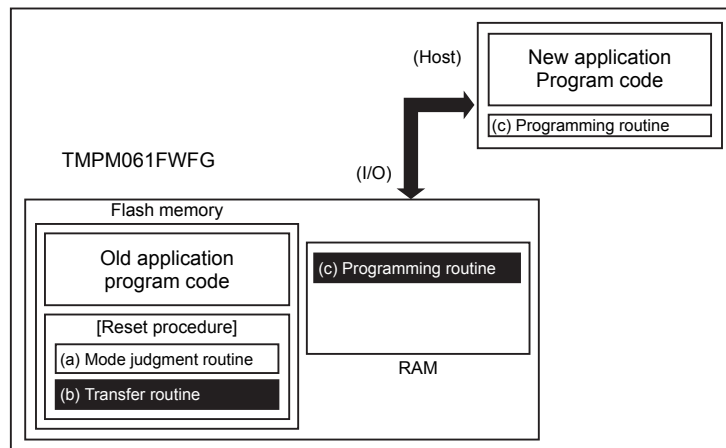 (Host)
New application
Program code
(c) Programming routine
TMPM061FWFG
(I/O)
Flash memory
Old application
program code
(c) Programming routine
[Reset procedure]
(a) Mode judgment routine
RAM
(b) Transfer routine